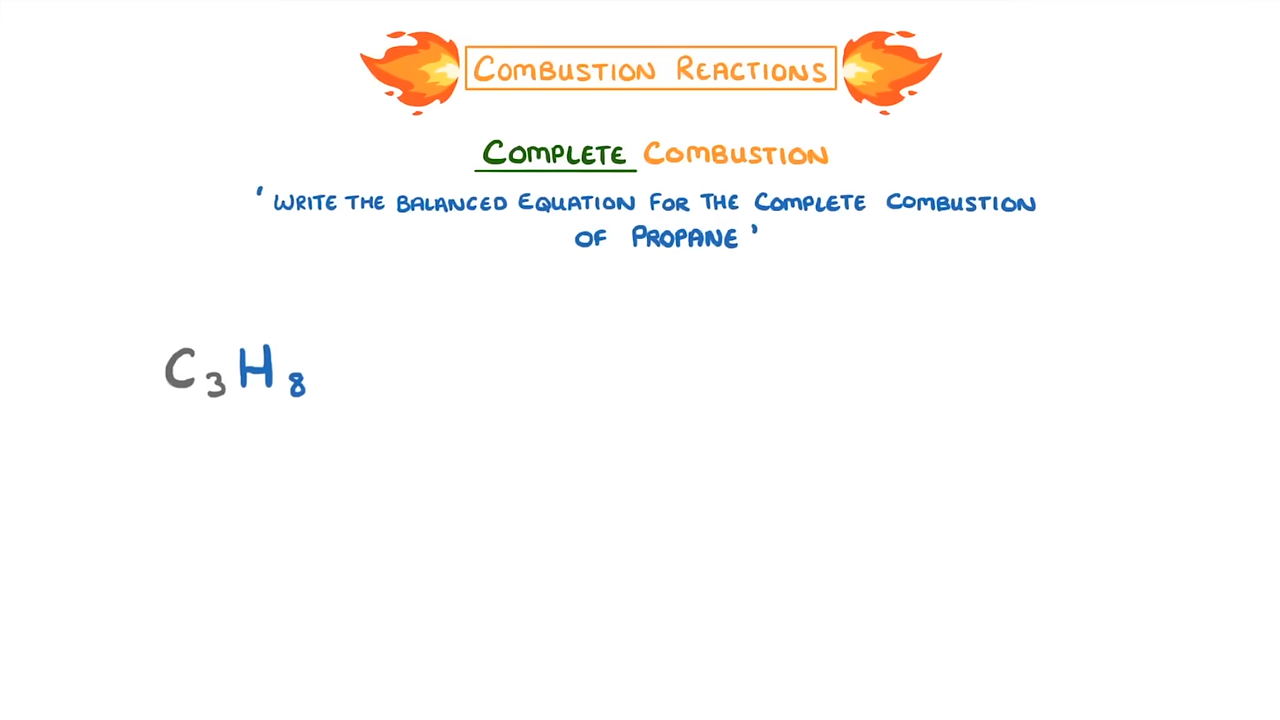 COMBUSTION REACTIONS
COMPLETE COMBUSTION
'WRITE THE BALANCED EQUATION FOR THE COMPLETE COMBUSTION
OF PROPANE'
C₃H₈